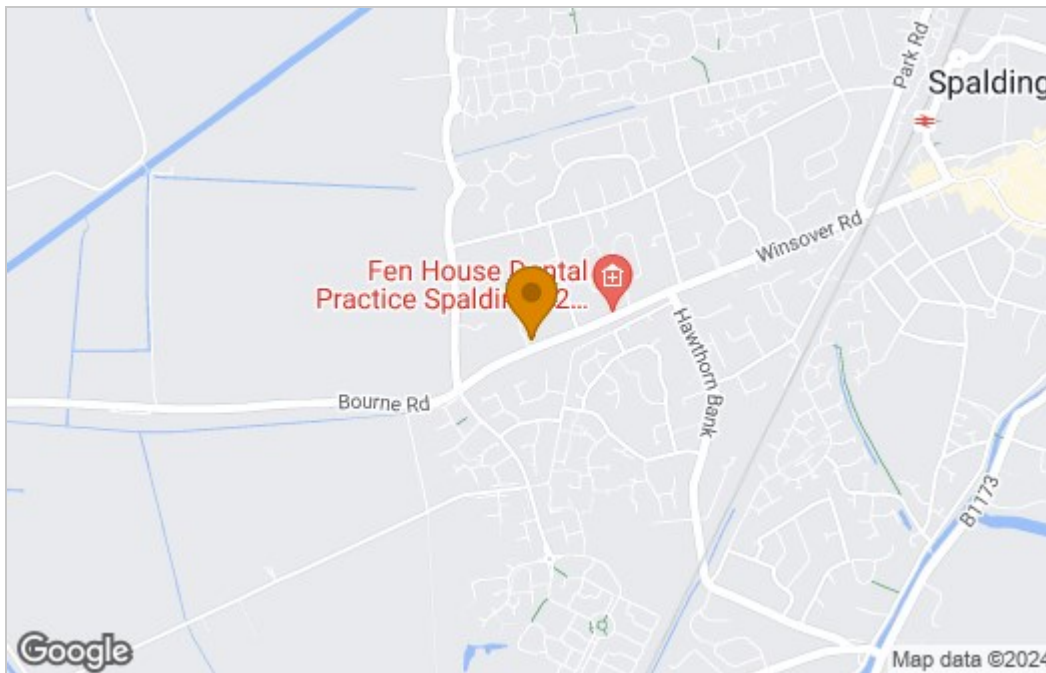 Park Rd
Spalding
Winsover Rd
Fen House Dental
Practice Spaldin
2...
Hawthorn Bank
Bourne Rd
B1173
Google
Map data ©2024